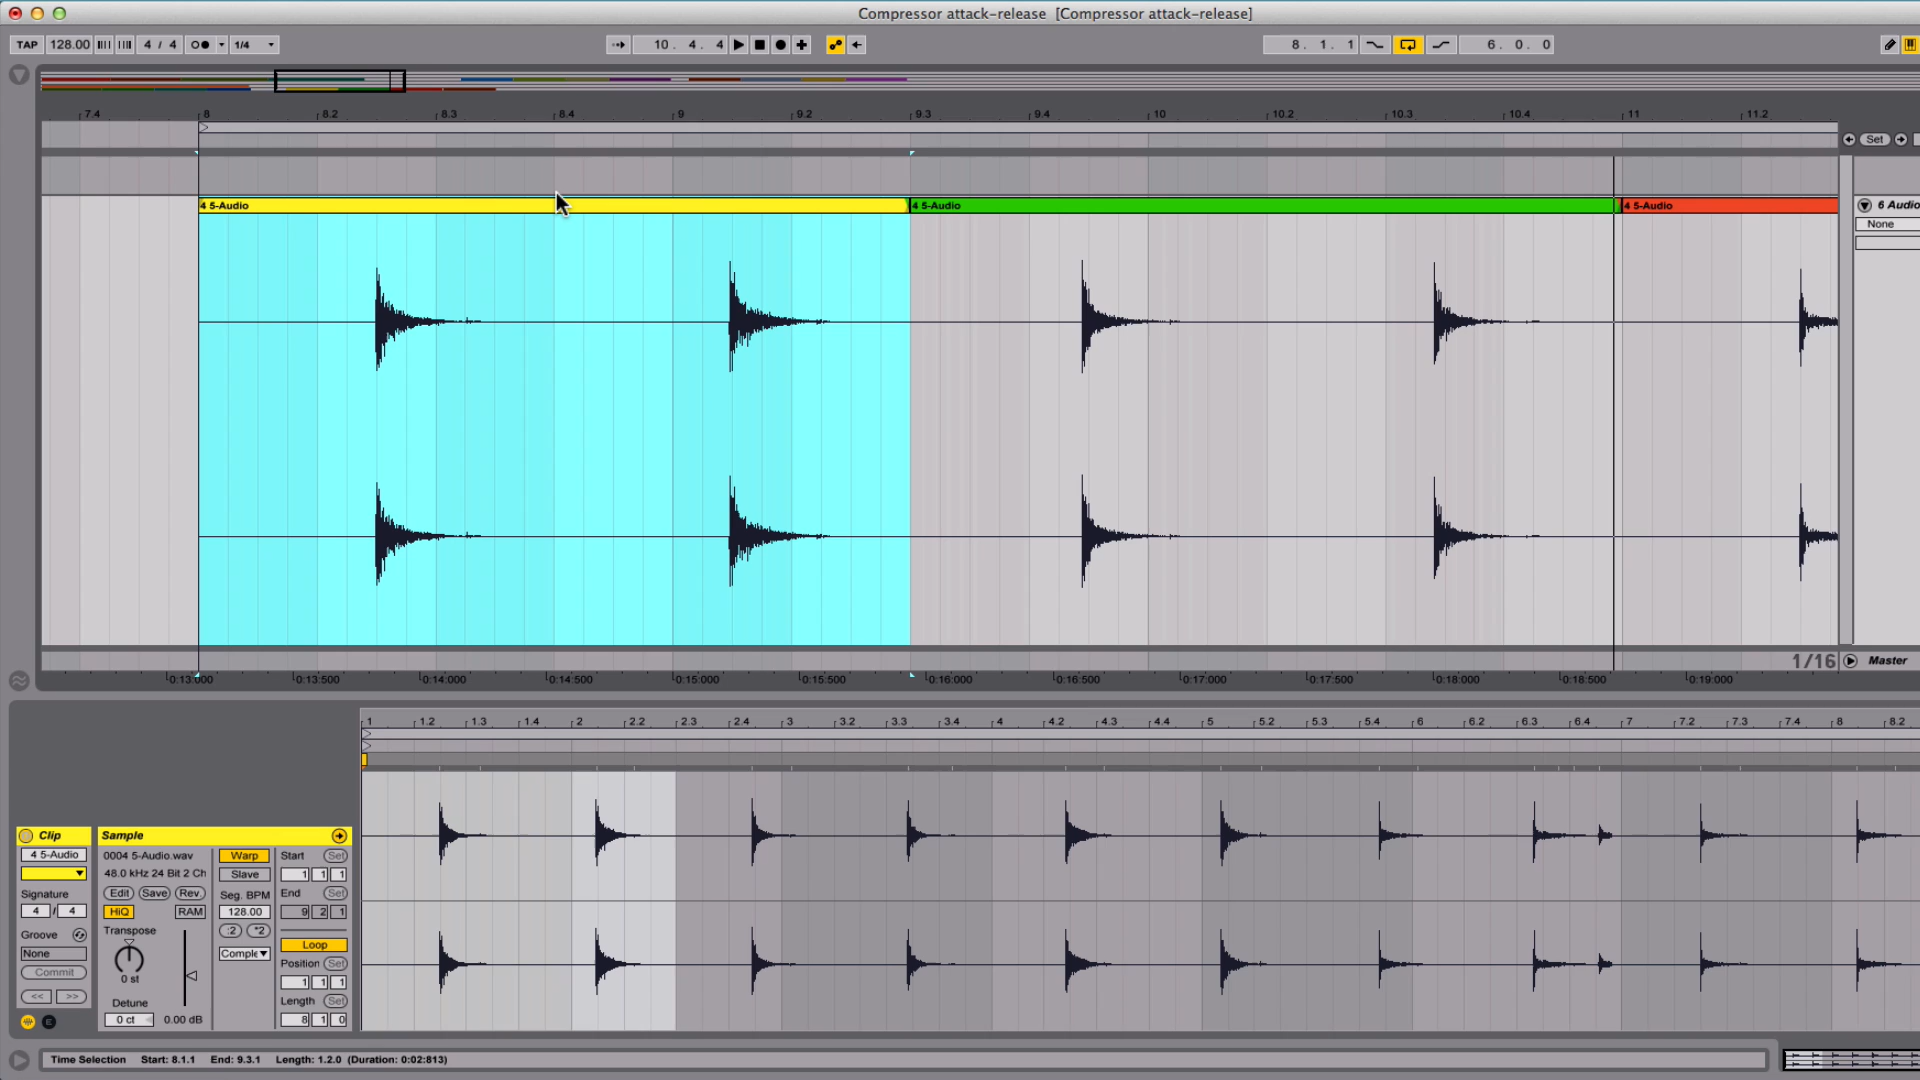 Compressor attack-release [Compressor attack-release]
TAP 128.00 4 / 4 1/4 10. 4. 4 8. 1. 1 6. 0. 0
7.4 8 8.2 8.3 8.4 9 9.2 9.3 9.4 10 10.2 10.3 10.4 11 11.2
Set
4 5-Audio 4 5-Audio 4 5-Audio
6 Audio
None
1/16 Master
0:13:000 0:13:500 0:14:000 0:14:500 0:15:000 0:15:500 0:16:000 0:16:500 0:17:000 0:17:500 0:18:000 0:18:500 0:19:000
1 1.2 1.3 1.4 2 2.2 2.3 2.4 3 3.2 3.3 3.4 4 4.2 4.3 4.4 5 5.2 5.3 5.4 6 6.2 6.3 6.4 7 7.2 7.3 7.4 8 8.2
Clip
4 5-Audio
Signature
4 / 4
Groove
None
Commit
<< >>
E
Sample
0004 5-Audio.wav
48.0 kHz 24 Bit 2 Ch
Edit Save Rev.
HiQ RAM
Transpose
0 st
Detune
0 ct 0.00 dB
Warp
Slave
Seg. BPM
128.00
:2 *2
Comple
Start Set
1 1 1
End Set
9 2 1
Loop
Position Set
1 1 1
Length Set
8 1 0
Time Selection Start: 8.1.1 End: 9.3.1 Length: 1.2.0 (Duration: 0:02:813)